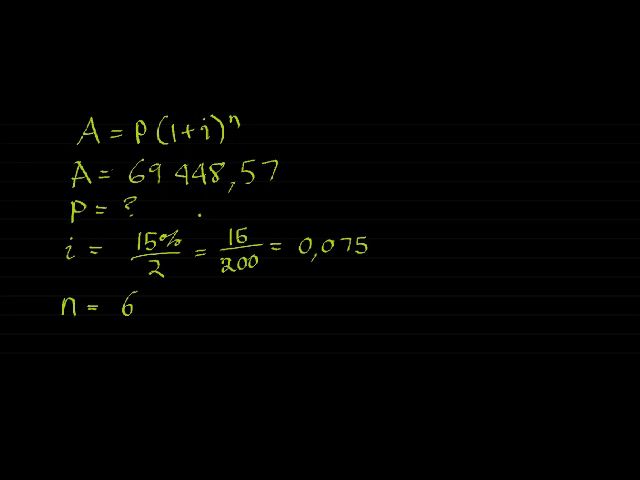 A = P(1+i)^n
A = 69 448,57
P = ?
i = 15%/2 = 15/200 = 0,075
n = 6